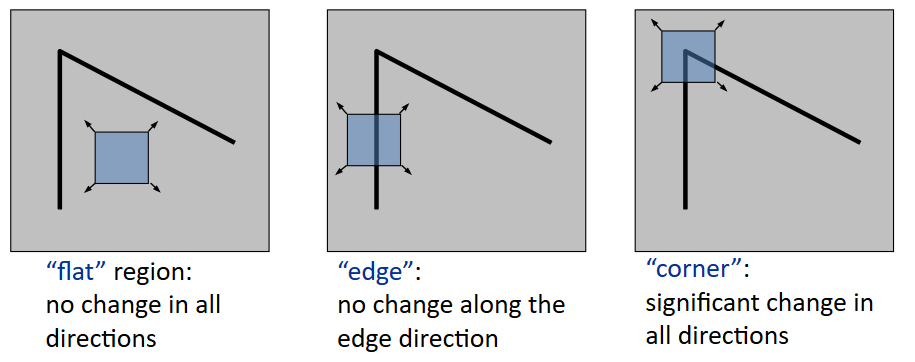 “flat” region:
no change in all
directions
“edge”:
no change along the
edge direction
“corner”:
significant change in
all directions